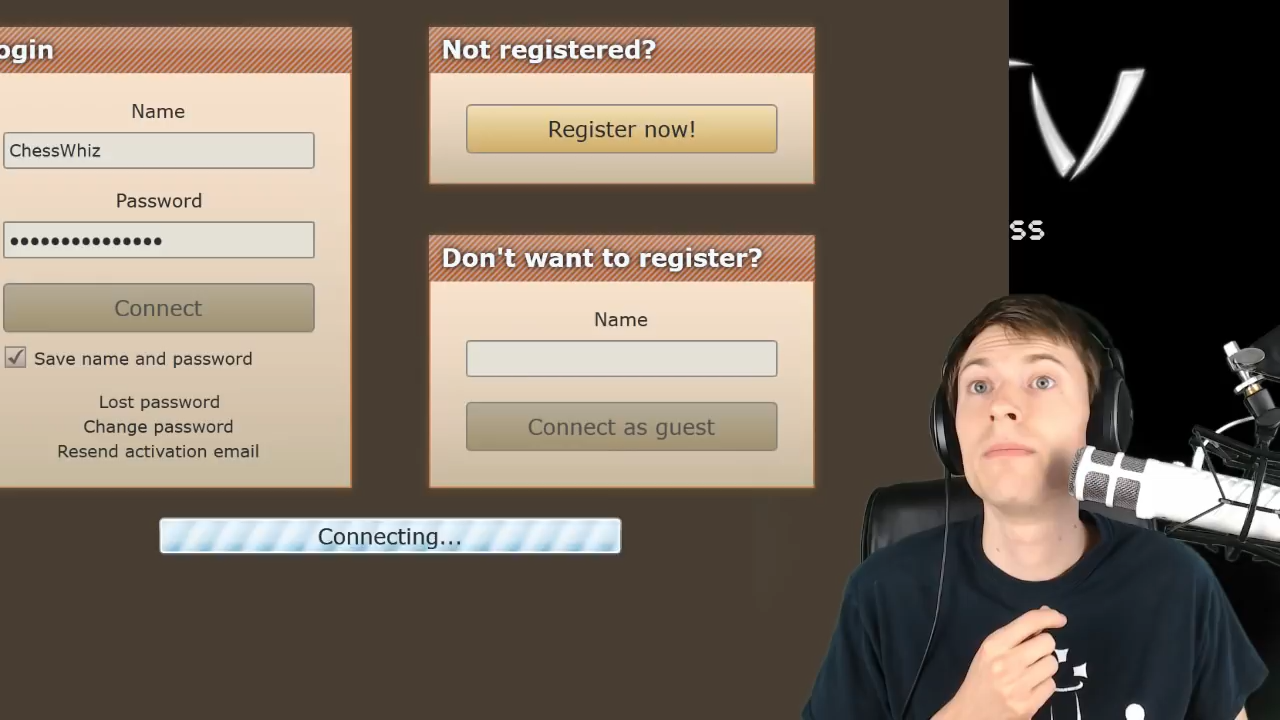 ogin
Name
ChessWhiz
Password
Connect
Save name and password
Lost password
Change password
Resend activation email
Not registered?
Register now!
Don't want to register?
Name
Connect as guest
Connecting...
V
ss